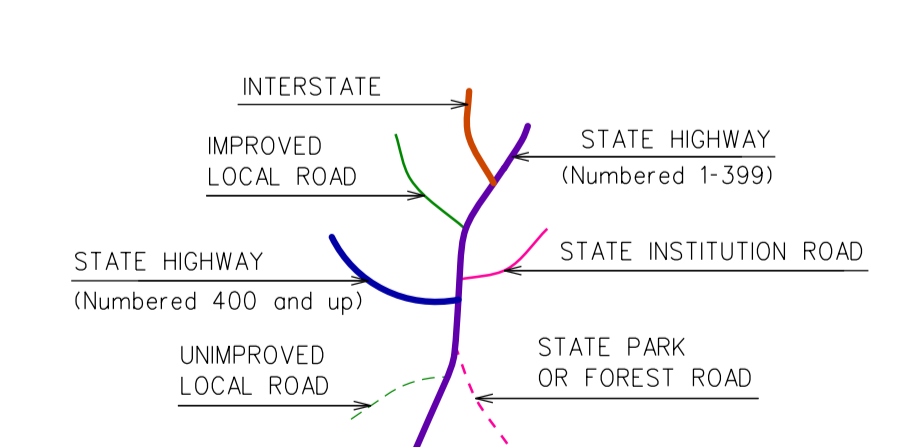 INTERSTATE
STATE HIGHWAY
(Numbered 1-399)
IMPROVED
LOCAL ROAD
STATE INSTITUTION ROAD
STATE HIGHWAY
(Numbered 400 and up)
STATE PARK
OR FOREST ROAD
UNIMPROVED
LOCAL ROAD